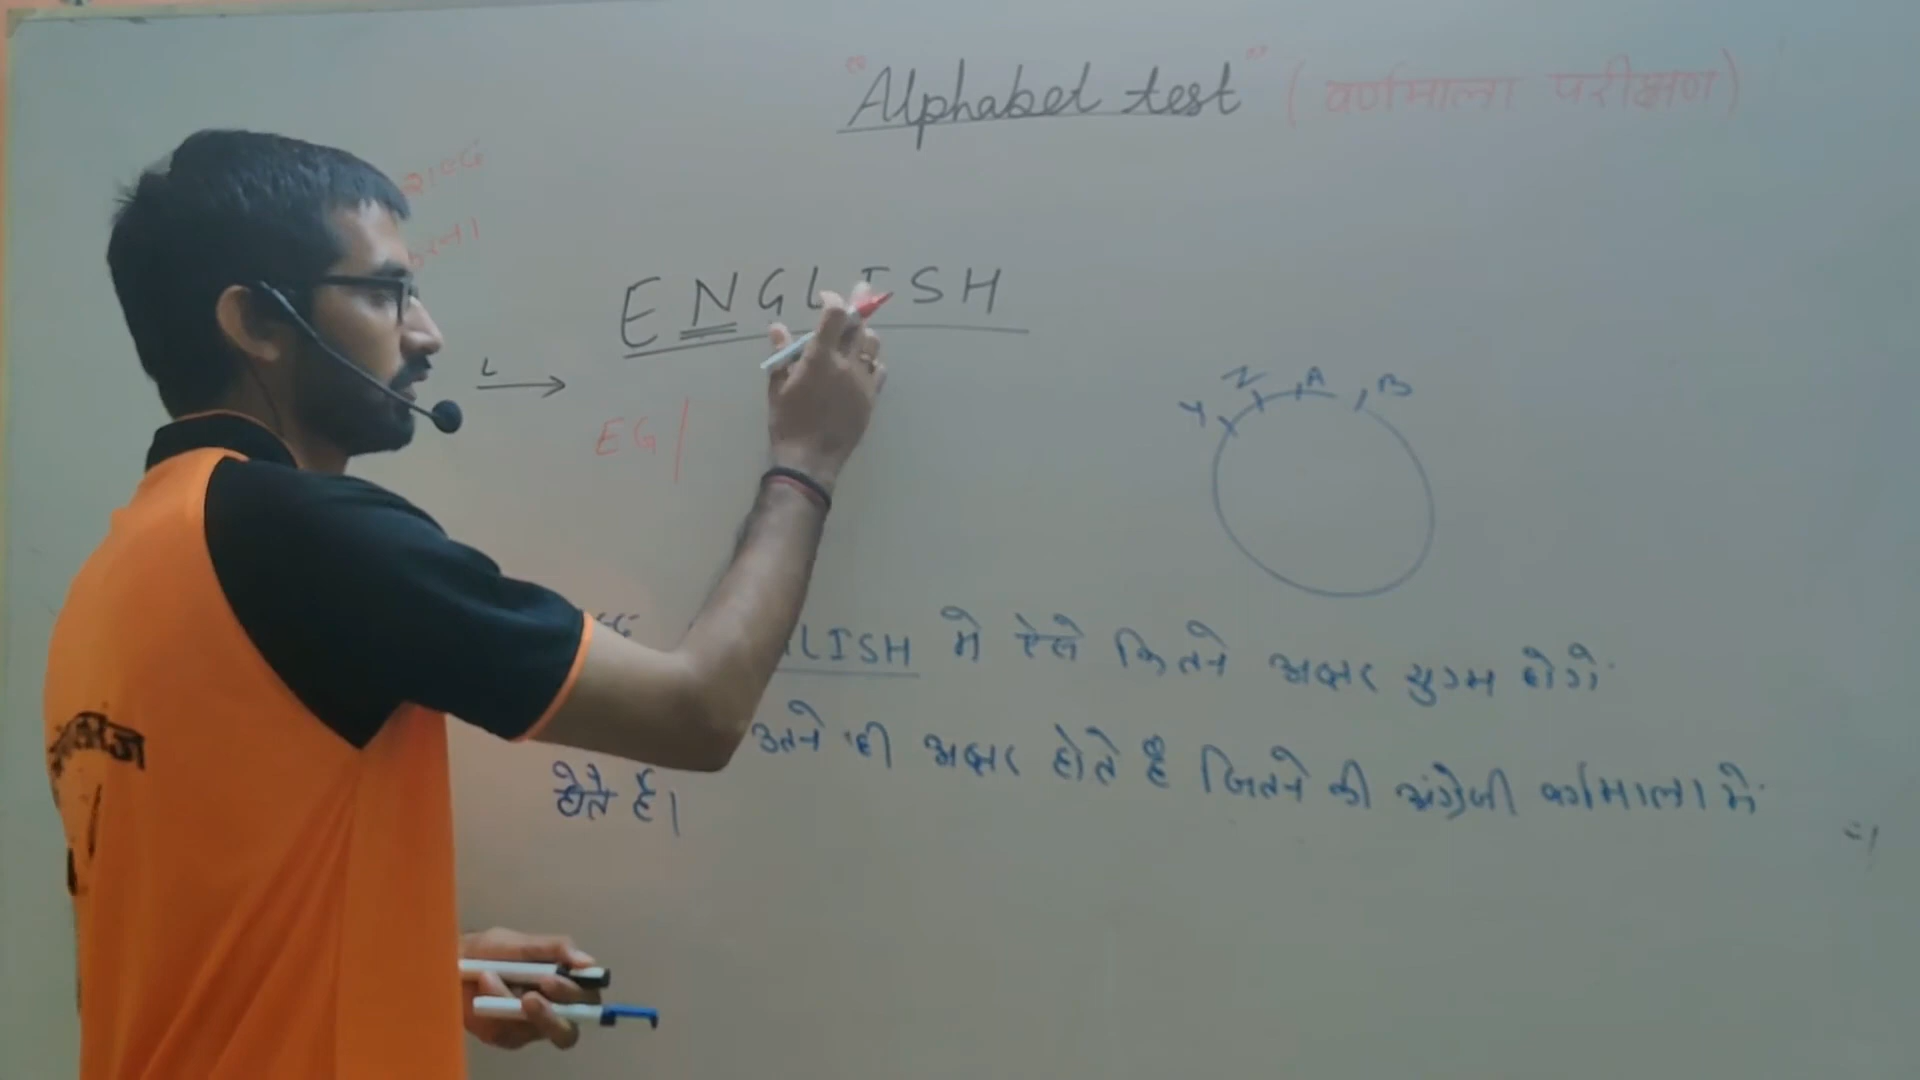 "Alphabet test" (वर्णमाला परीक्षण)
ENGLISH
L
EG/
Y Z A B
LISH मे ऐसे कितने अक्षर युग्म होगे
उतने ही अक्षर होते है जितने की अंग्रेजी वर्णमाला मे
होते है।